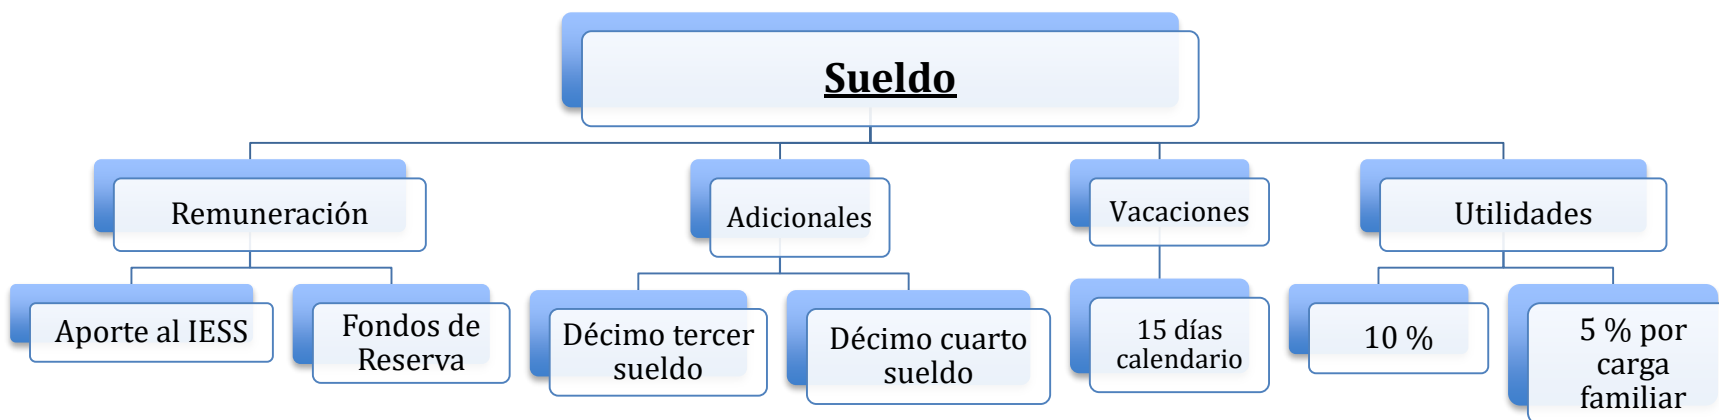 Sueldo
Remuneración
Adicionales
Vacaciones
Utilidades
Aporte al IESS
Fondos de
Reserva
Décimo tercer
sueldo
Décimo cuarto
sueldo
15 días
calendario
10 %
5 % por
carga
familiar